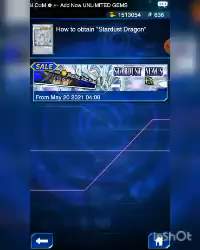 Add New UNLIMITED GEMS
1513054
636
How to obtain "Stardust Dragon"
SALE
STARDUST NEXUS
From May 20 2021 04:00
InShOt